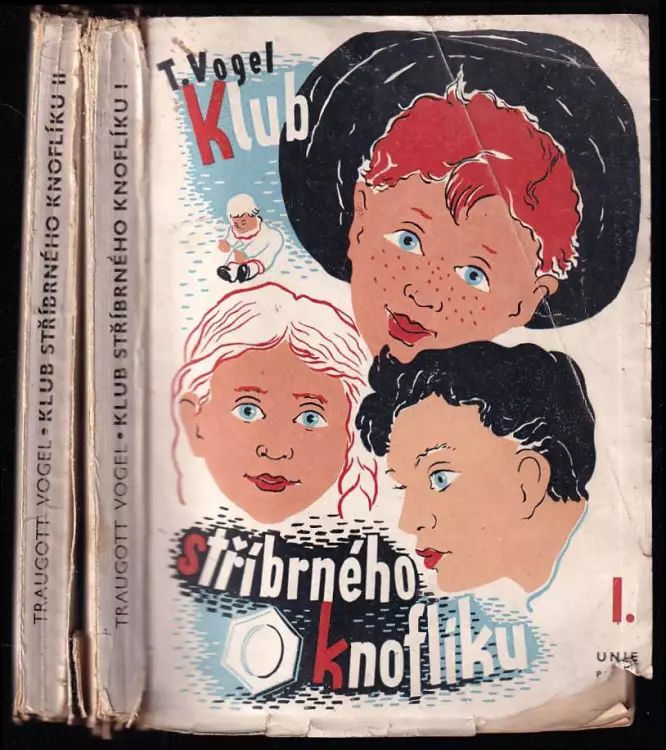 TRAUGOTT VOGEL • KLUB STŘÍBRNÉHO KNOFLÍKU II
TRAUGOTT VOGEL • KLUB STŘÍBRNÉHO KNOFLÍKU I
T. Vogel
Klub
stříbrného
knoflíku
I.
UNIE
P